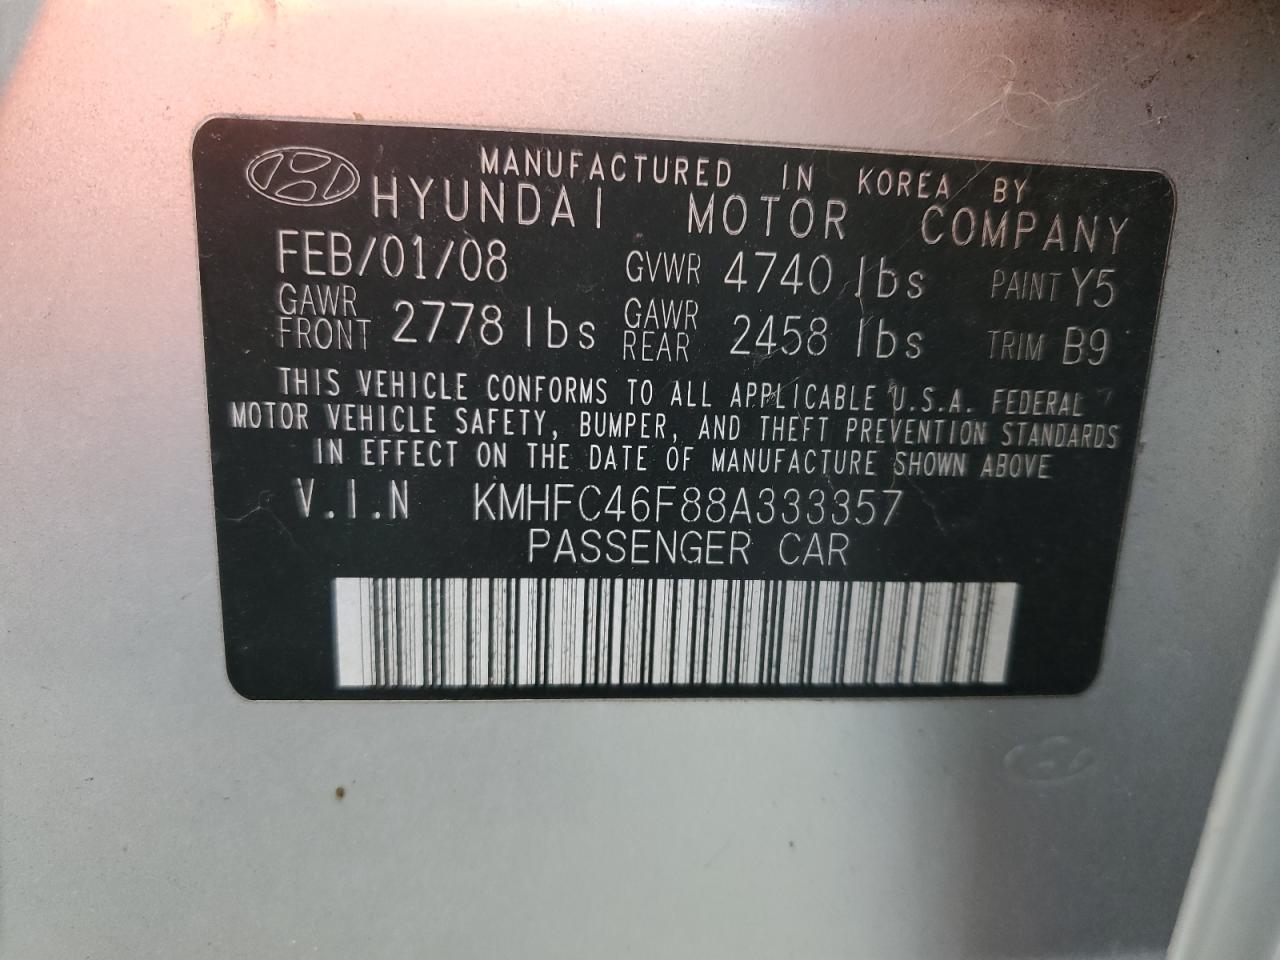 MANUFACTURED IN KOREA BY
HYUNDAI MOTOR COMPANY
FEB/01/08 GVWR 4740 lbs PAINT Y5
GAWR FRONT 2778 lbs GAWR REAR 2458 lbs TRIM B9
THIS VEHICLE CONFORMS TO ALL APPLICABLE U.S.A. FEDERAL
MOTOR VEHICLE SAFETY, BUMPER, AND THEFT PREVENTION STANDARDS
IN EFFECT ON THE DATE OF MANUFACTURE SHOWN ABOVE
V.I.N KMHFC46F88A333357
PASSENGER CAR